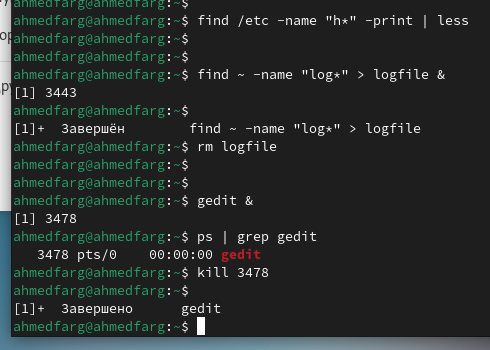 ahmedfarg@ahmedfarg:~$
ahmedfarg@ahmedfarg:~$ find /etc -name "h*" -print | less
ahmedfarg@ahmedfarg:~$
ahmedfarg@ahmedfarg:~$
ahmedfarg@ahmedfarg:~$ find ~ -name "log*" > logfile &
[1] 3443
ahmedfarg@ahmedfarg:~$
[1]+  Завершён        find ~ -name "log*" > logfile
ahmedfarg@ahmedfarg:~$ rm logfile
ahmedfarg@ahmedfarg:~$
ahmedfarg@ahmedfarg:~$
ahmedfarg@ahmedfarg:~$ gedit &
[1] 3478
ahmedfarg@ahmedfarg:~$ ps | grep gedit
   3478 pts/0    00:00:00 gedit
ahmedfarg@ahmedfarg:~$ kill 3478
ahmedfarg@ahmedfarg:~$
[1]+  Завершено      gedit
ahmedfarg@ahmedfarg:~$